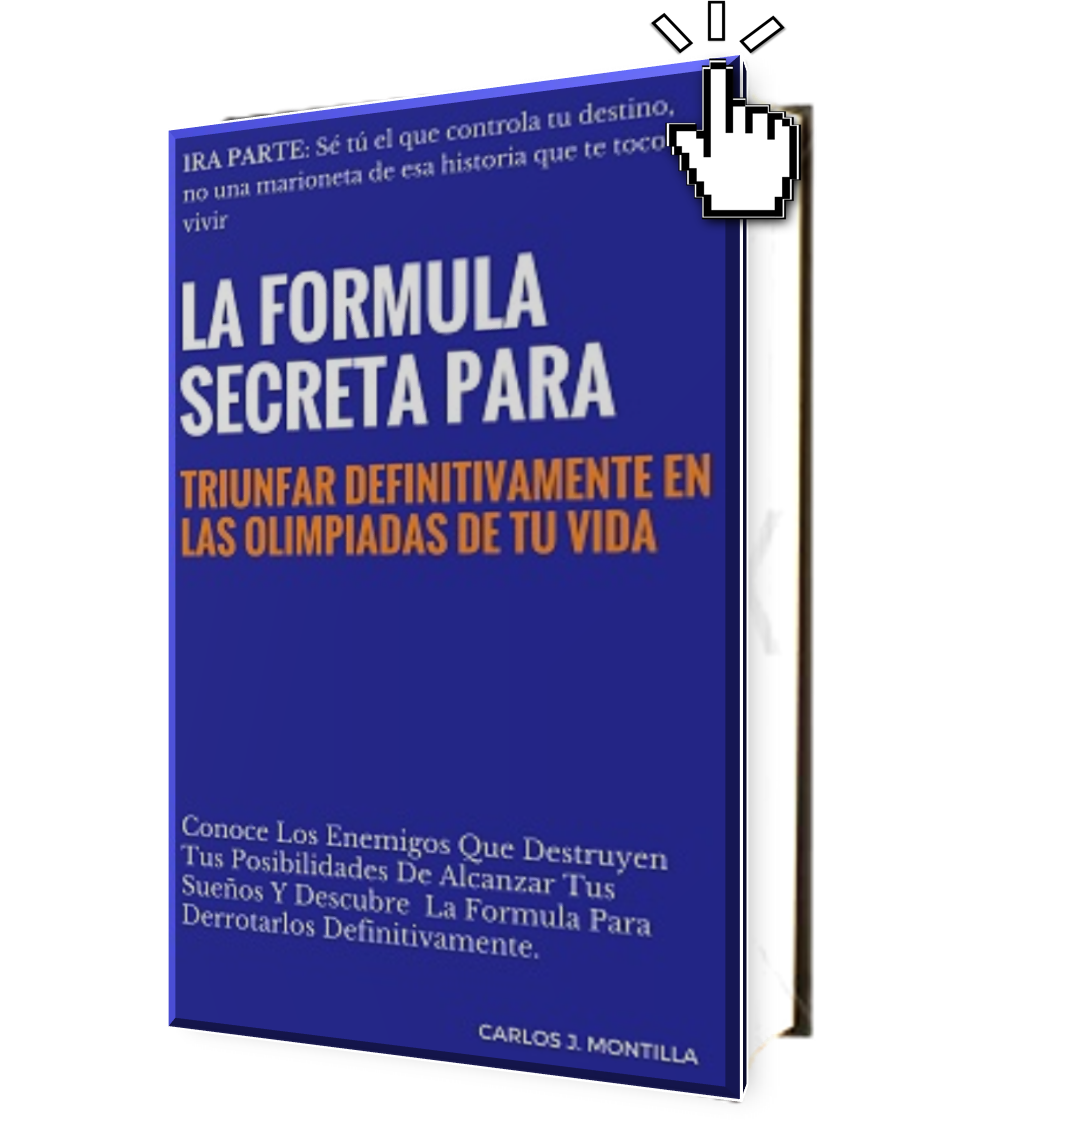 IRA PARTE: Sé tú el que controla tu destino,
no una marioneta de esa historia que te toco
vivir
LA FORMULA
SECRETA PARA
TRIUNFAR DEFINITIVAMENTE EN
LAS OLIMPIADAS DE TU VIDA
Conoce Los Enemigos Que Destruyen
Tus Posibilidades De Alcanzar Tus
Sueños Y Descubre La Formula Para
Derrotarlos Definitivamente.
CARLOS J. MONTILLA